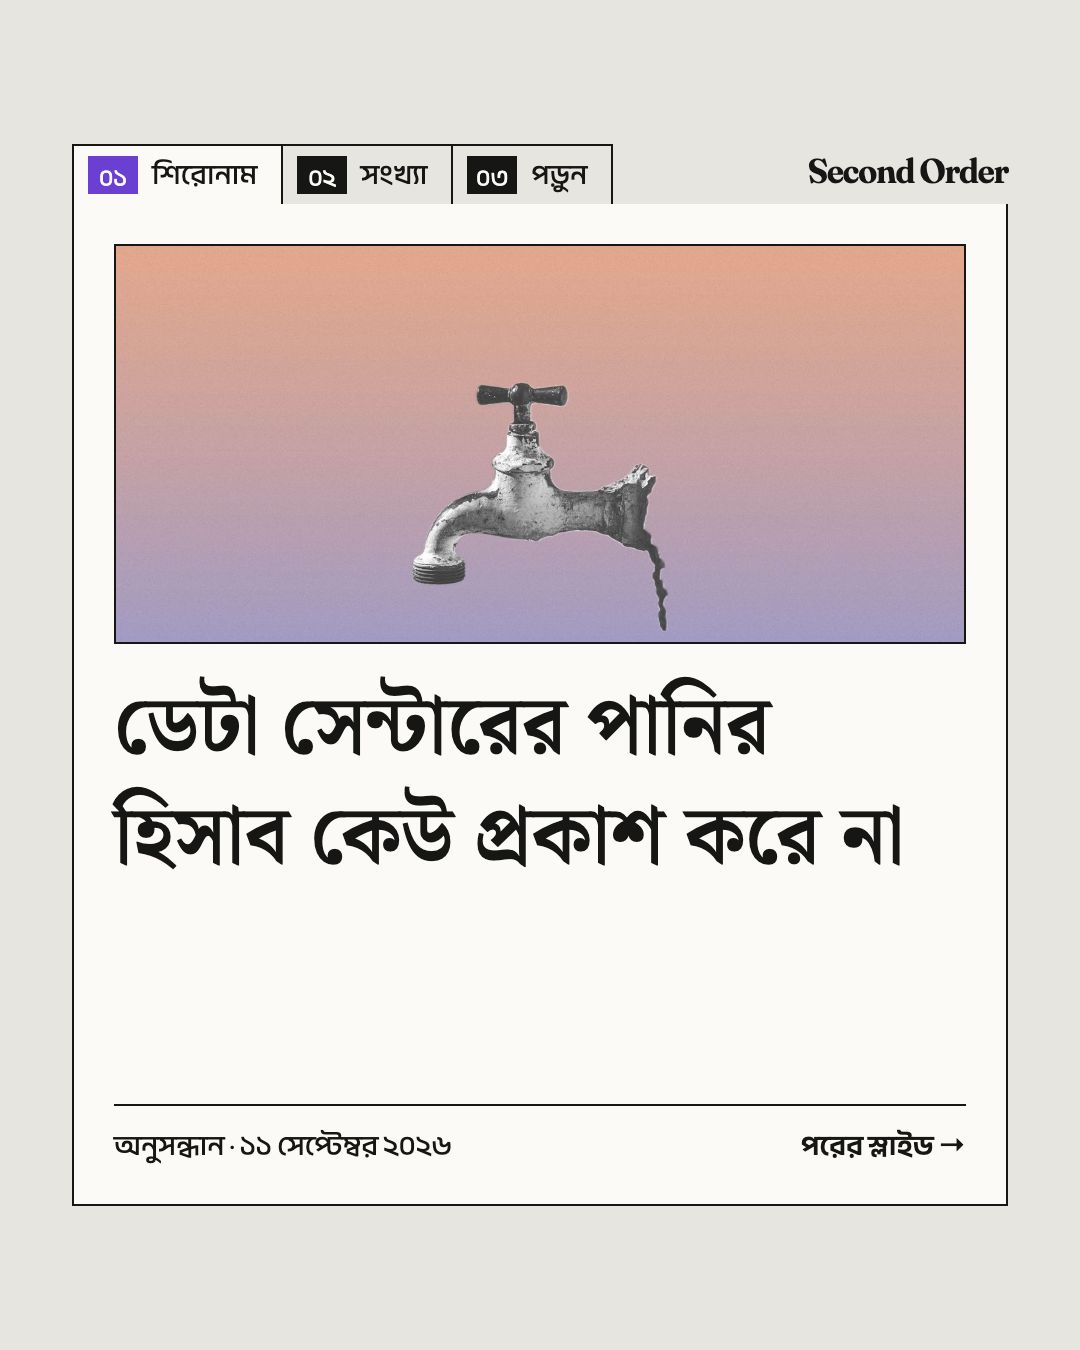 ০১ শিরোনাম ০২ সংখ্যা ০৩ পড়ুন Second Order
ডেটা সেন্টারের পানির
হিসাব কেউ প্রকাশ করে না
অনুসন্ধান · ১১ সেপ্টেম্বর ২০২৬ পরের স্লাইড →